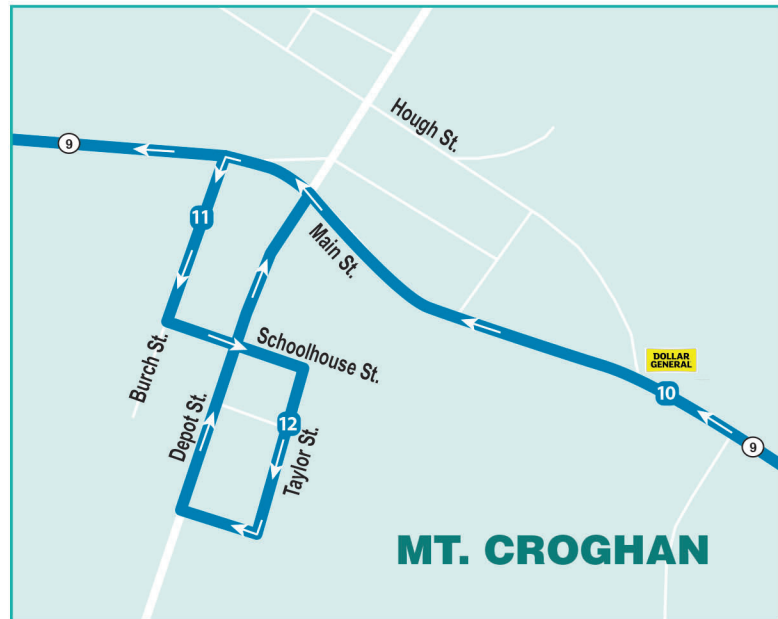 Hough St.
9
11
Main St.
Schoolhouse St.
Burch St.
DOLLAR
GENERAL
10
Depot St.
12
Taylor St.
9
MT. CROGHAN